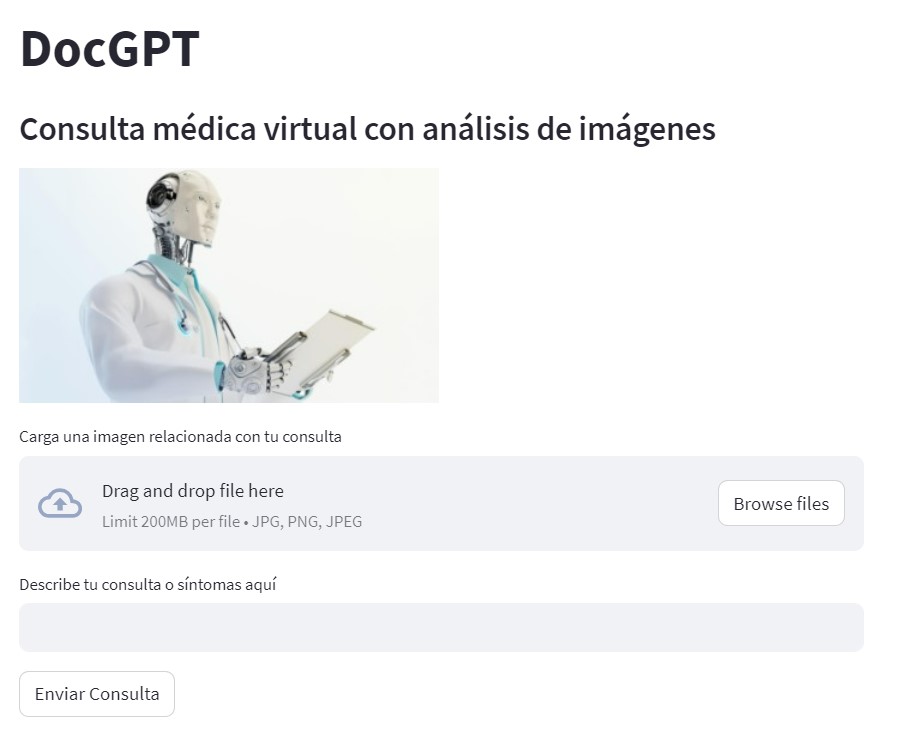 DocGPT
Consulta médica virtual con análisis de imágenes
Carga una imagen relacionada con tu consulta
Drag and drop file here
Limit 200MB per file • JPG, PNG, JPEG
Browse files
Describe tu consulta o síntomas aquí
Enviar Consulta